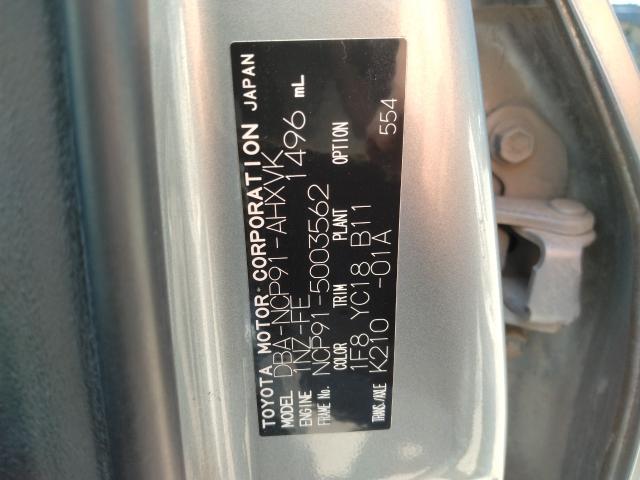 TOYOTA MOTOR CORPORATION JAPAN
MODEL DBA-NCP91-AHXVK
ENGINE 1NZ-FE 1496 mL
FRAME No. NCP91-5003562
COLOR TRIM PLANT OPTION
1F8 YC18 B11 554
TRANS/AXLE K210 -01A